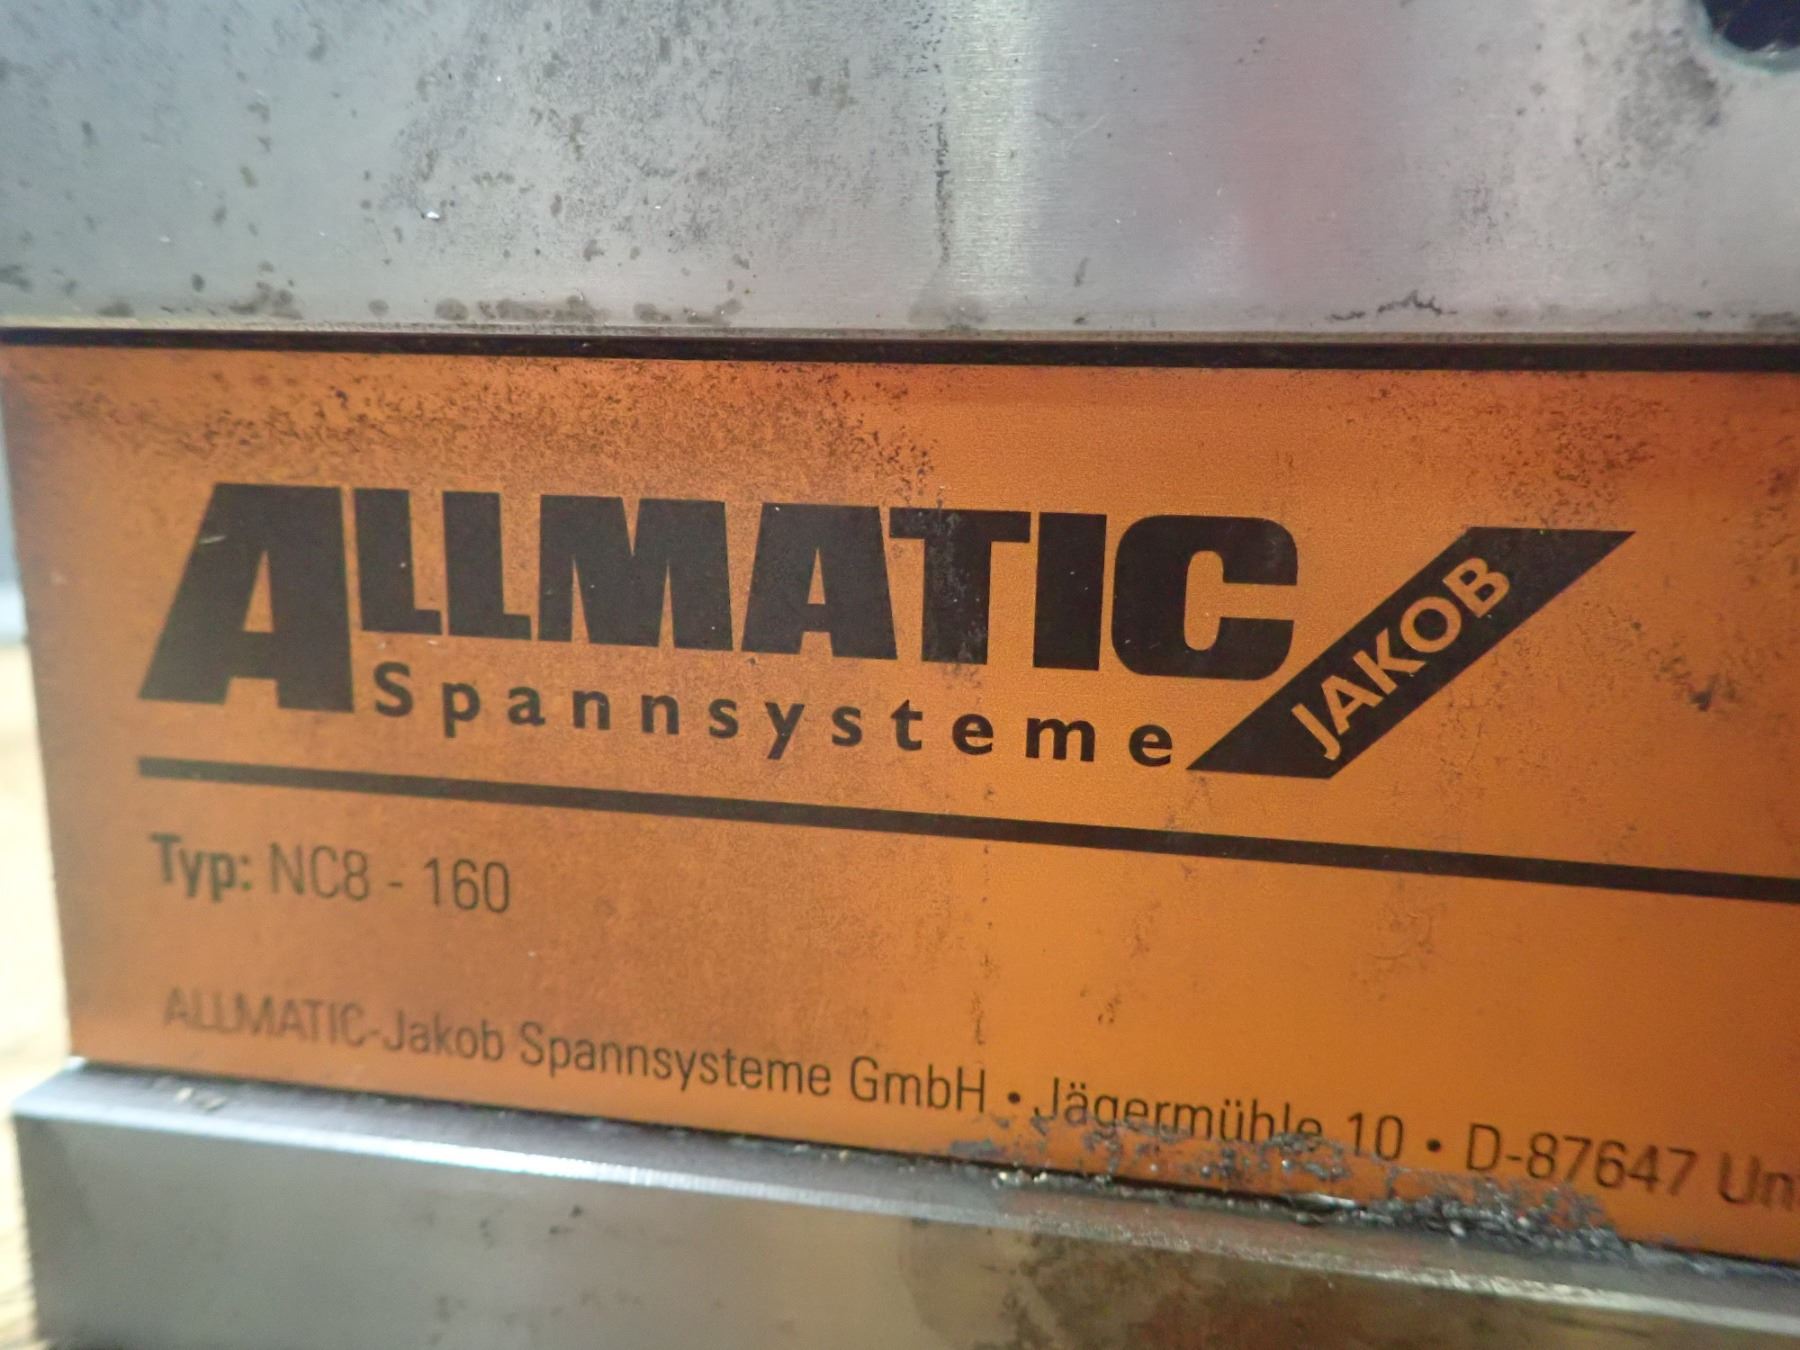 ALLMATIC JAKOB
Spannsysteme
Typ: NC8 - 160
ALLMATIC-Jakob Spannsysteme GmbH • Jägermühle 10 • D-87647